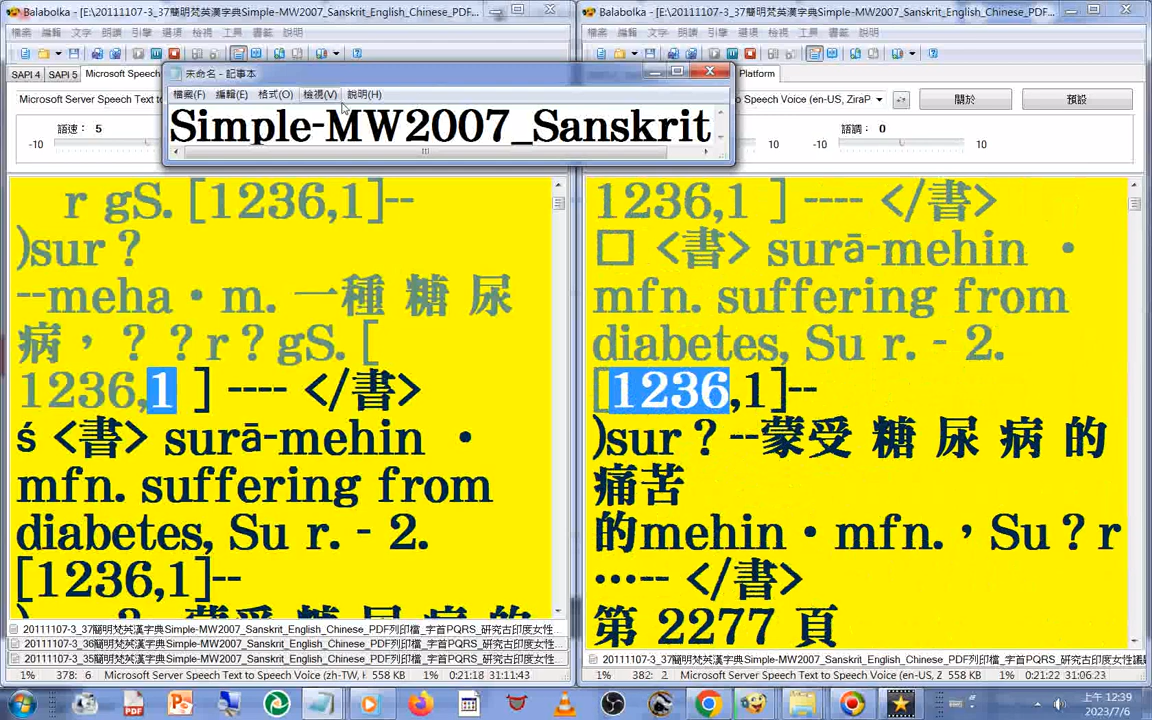 Balabolka - [E:\20111107-3_37簡明梵英漢字典Simple-MW2007_Sanskrit_English_Chinese_PDF...
檔案 編輯 文字 朗讀 引擎 選項 檢視 工具 書籤 說明
SAPI 4 SAPI 5 Microsoft Speech
Microsoft Server Speech Text to
語速： 5
-10
r gS. [1236,1]--
)sur？
--meha‧m. 一種 糖 尿
病，？？r？gS. [
1236,1 ] ---- </書>
ś <書> surā-mehin ‧
mfn. suffering from
diabetes, Su r. - 2.
[1236,1]--
20111107-3_37簡明梵英漢字典Simple-MW2007_Sanskrit_English_Chinese_PDF列印檔_字首PQRS_研究古印度女性...
20111107-3_36簡明梵英漢字典Simple-MW2007_Sanskrit_English_Chinese_PDF列印檔_字首PQRS_研究古印度女性...
20111107-3_35簡明梵英漢字典Simple-MW2007_Sanskrit_English_Chinese_PDF列印檔_字首PQRS_研究古印度女性...
1% 378: 6 Microsoft Server Speech Text to Speech Voice (zh-TW, H 558 KB 1% 0:21:18 31:11:43
未命名 - 記事本
檔案(F) 編輯(E) 格式(O) 檢視(V) 說明(H)
Simple-MW2007_Sanskrit
Balabolka - [E:\20111107-3_37簡明梵英漢字典Simple-MW2007_Sanskrit_English_Chinese_PDF...
檔案 編輯 文字 朗讀 引擎 選項 檢視 工具 書籤 說明
Platform
Speech Voice (en-US, ZiraP
關於 預設
語調： 0
10 -10 10
1236,1 ] ---- </書>
□ <書> surā-mehin ‧
mfn. suffering from
diabetes, Su r. - 2.
[1236,1]--
)sur？--蒙受 糖 尿 病 的
痛苦
的mehin‧mfn.，Su？r
…-- </書>
第 2277 頁
20111107-3_37簡明梵英漢字典Simple-MW2007_Sanskrit_English_Chinese_PDF列印檔_字首PQRS_研究古印度女性議
1% 382: 2 Microsoft Server Speech Text to Speech Voice (en-US, Z 558 KB 1% 0:21:22 31:06:23
PDF
上午 12:39
2023/7/6